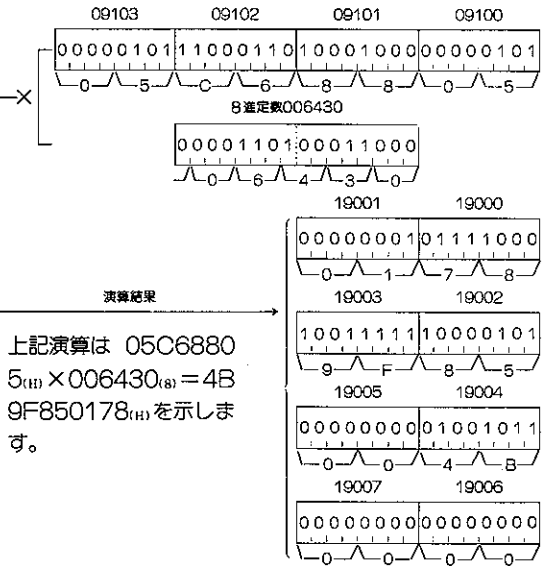 09103 09102 09101 09100
00000101 11000110 10001000 00000101
0 5 C 6 8 8 0 5
×
8進定数006430
00001101 00011000
0 6 4 3 0
19001 19000
00000001 01111000
0 1 7 8
演算結果
19003 19002
10011111 10000101
9 F 8 5
上記演算は 05C6880
5(H)×006430(8)=4B
9F850178(H)を示しま
す。
19005 19004
00000000 01001011
0 0 4 B
19007 19006
00000000 00000000
0 0 0 0